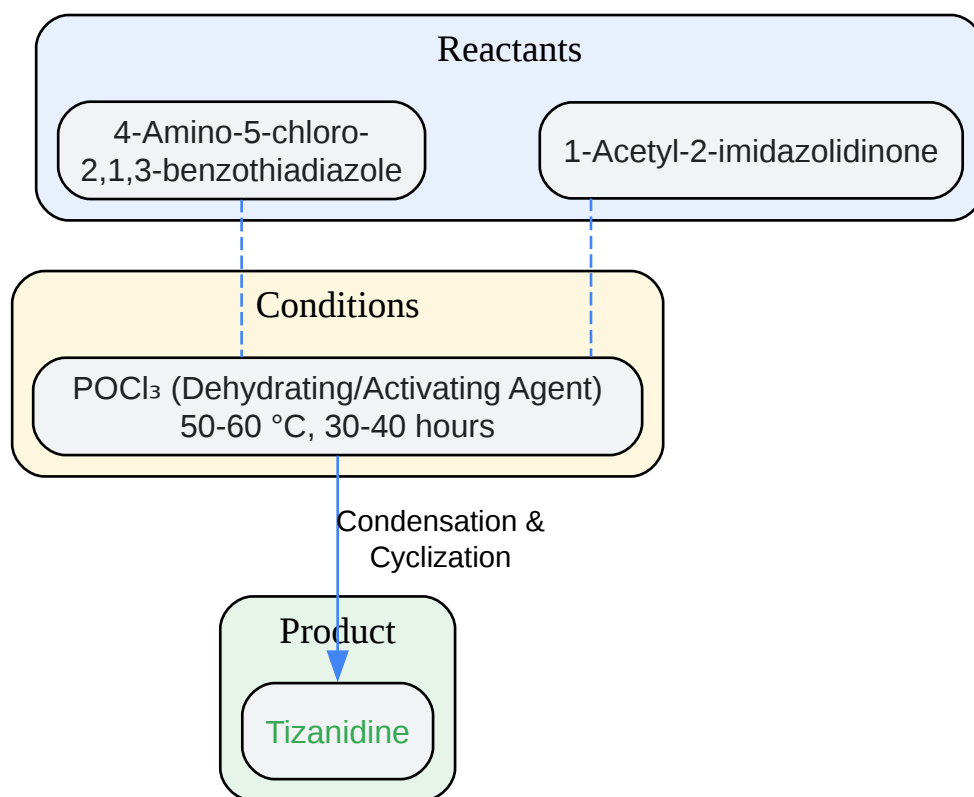 Reactants
4-Amino-5-chloro-
2,1,3-benzothiadiazole
1-Acetyl-2-imidazolidinone
Conditions
POCl₃ (Dehydrating/Activating Agent)
50-60 °C, 30-40 hours
Condensation &
Cyclization
Product
Tizanidine